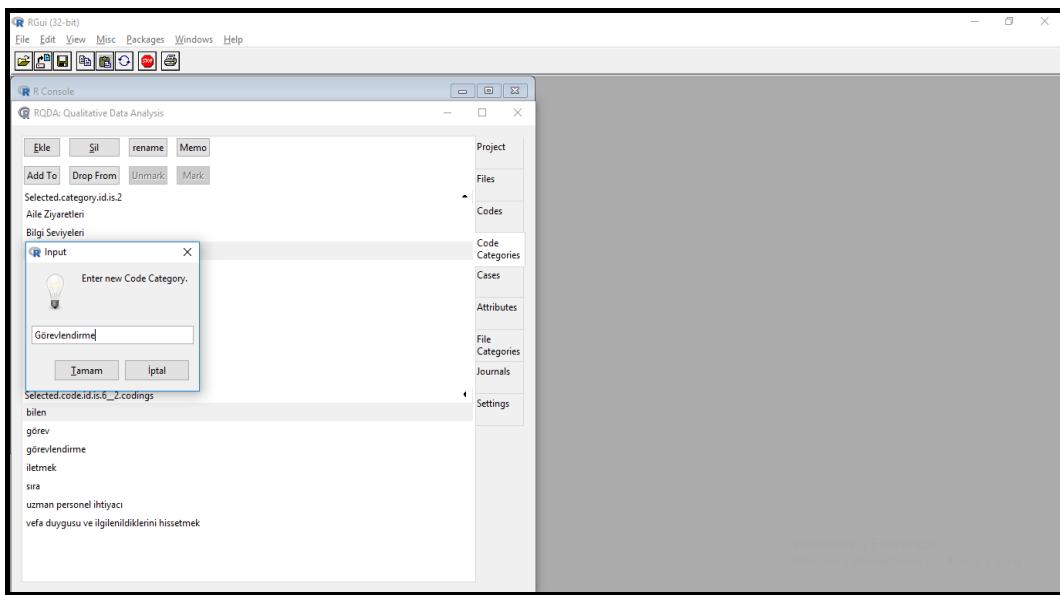 RGui (32-bit)
File Edit View Misc Packages Windows Help
STOP
R Console
RQDA: Qualitative Data Analysis
Ekle Sil rename Memo
Add To Drop From Unmark Mark
Selected.category.id.is.2
Aile Ziyaretleri
Bilgi Seviyeleri
Input
Enter new Code Category.
Görevlendirme
Tamam İptal
Selected.code.id.is.6__2.codings
bilen
görev
görevlendirme
iletmek
sıra
uzman personel ihtiyacı
vefa duygusu ve ilgilenildiklerini hissetmek
Project
Files
Codes
Code
Categories
Cases
Attributes
File
Categories
Journals
Settings